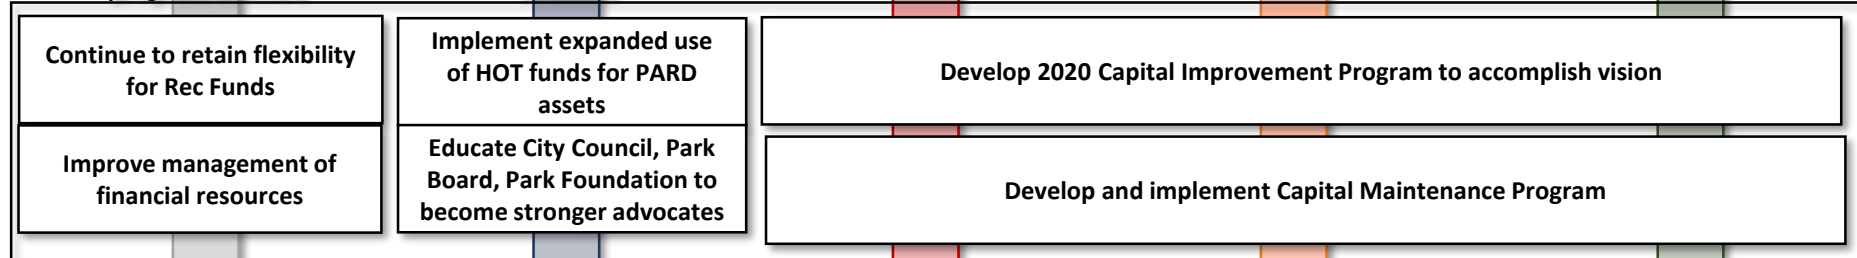 Continue to retain flexibility
for Rec Funds
Implement expanded use
of HOT funds for PARD
assets
Develop 2020 Capital Improvement Program to accomplish vision
Improve management of
financial resources
Educate City Council, Park
Board, Park Foundation to
become stronger advocates
Develop and implement Capital Maintenance Program